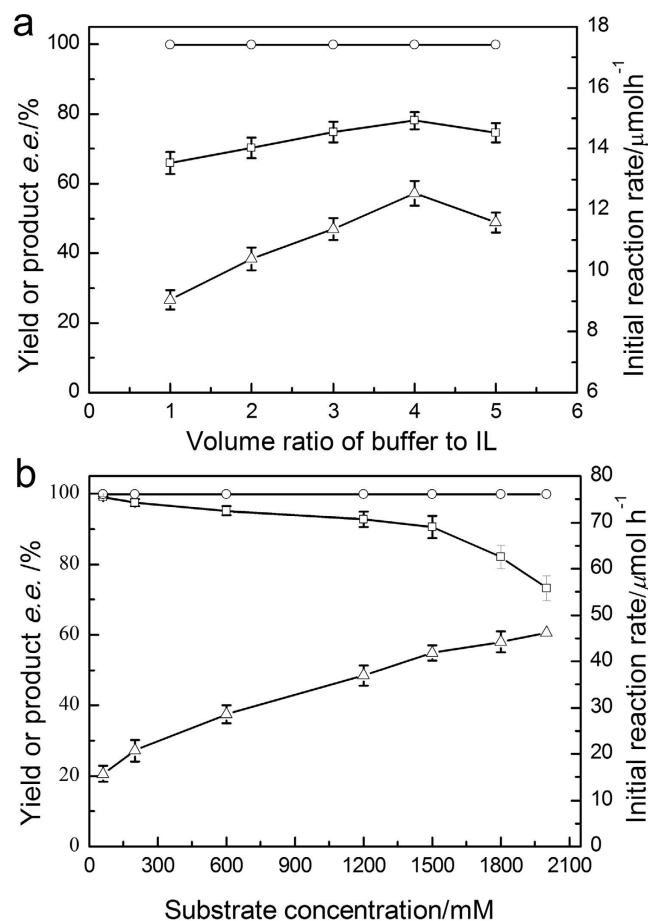 a
Yield or product e.e./%
100
80
60
40
20
0
18
16
14
12
10
8
6
Initial reaction rate/μmolh⁻¹
0 1 2 3 4 5 6
Volume ratio of buffer to IL
b
Yield or product e.e. /%
100
80
60
40
20
0
80
70
60
50
40
30
20
10
0
Initial reaction rate/μmol h⁻¹
0 300 600 900 1200 1500 1800 2100
Substrate concentration/mM